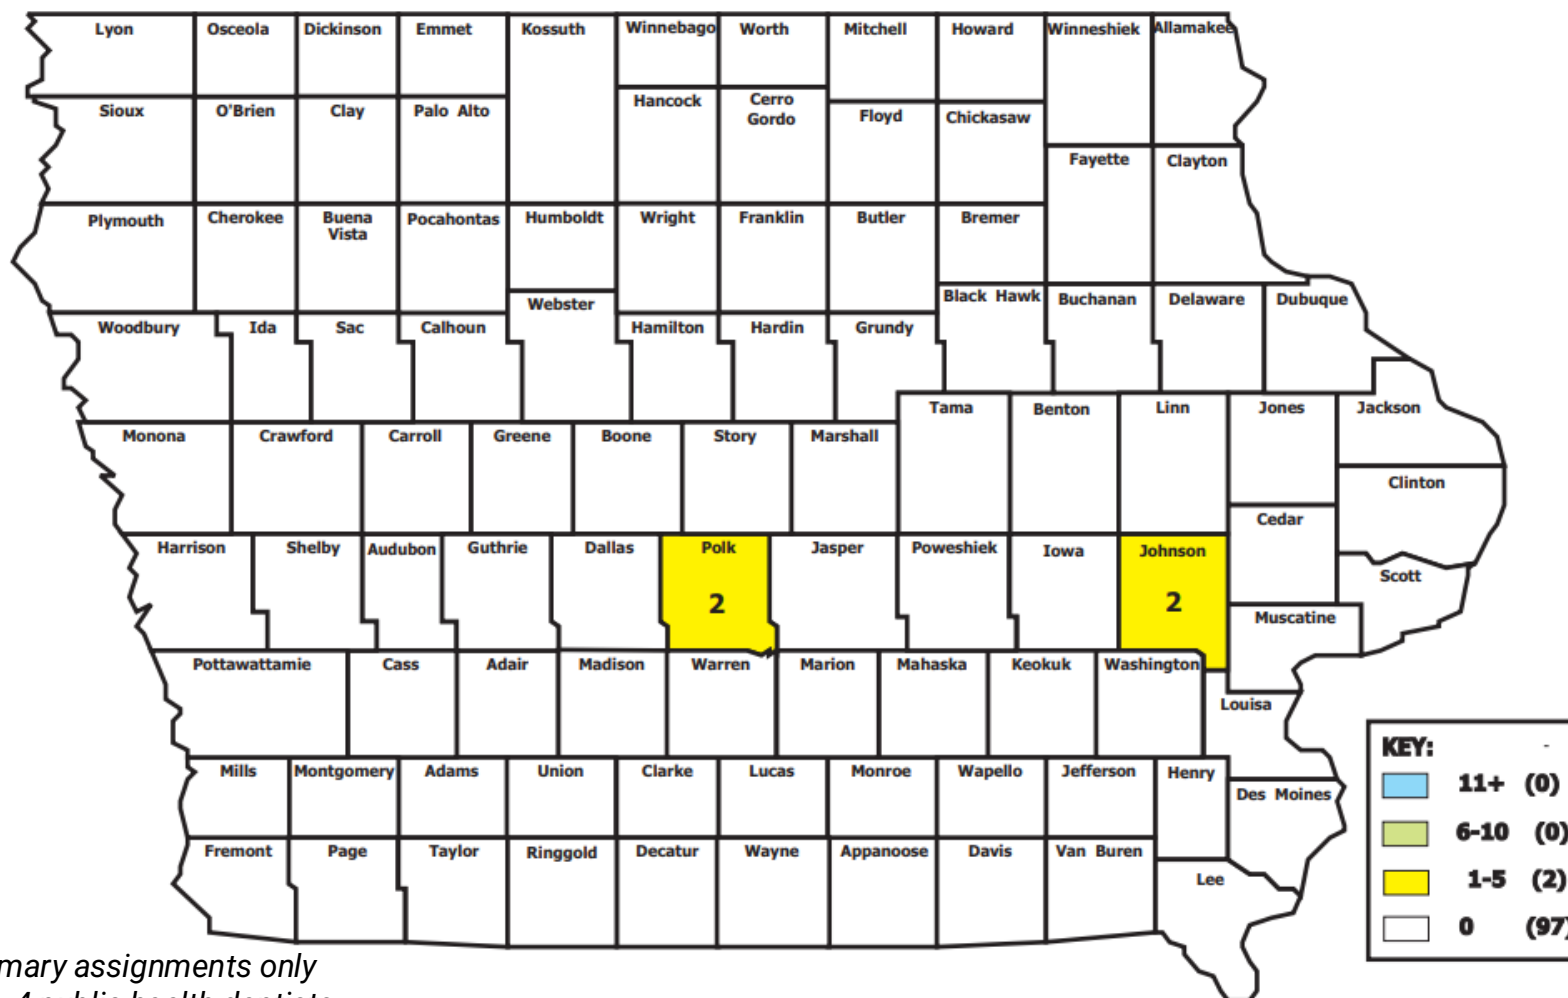 Lyon
Osceola
Dickinson
Emmet
Kossuth
Winnebago
Worth
Mitchell
Howard
Winneshiek
Allamakee
Sioux
O'Brien
Clay
Palo Alto
Hancock
Cerro
Gordo
Floyd
Chickasaw
Fayette
Clayton
Plymouth
Cherokee
Buena
Vista
Pocahontas
Humboldt
Wright
Franklin
Butler
Bremer
Black Hawk
Buchanan
Delaware
Dubuque
Woodbury
Ida
Sac
Calhoun
Webster
Hamilton
Hardin
Grundy
Tama
Benton
Linn
Jones
Jackson
Monona
Crawford
Carroll
Greene
Boone
Story
Marshall
Clinton
Cedar
Harrison
Shelby
Audubon
Guthrie
Dallas
Polk
2
Jasper
Poweshiek
Iowa
Johnson
2
Scott
Muscatine
Pottawattamie
Cass
Adair
Madison
Warren
Marion
Mahaska
Keokuk
Washington
Louisa
Mills
Montgomery
Adams
Union
Clarke
Lucas
Monroe
Wapello
Jefferson
Henry
Des Moines
Fremont
Page
Taylor
Ringgold
Decatur
Wayne
Appanoose
Davis
Van Buren
Lee
KEY: -
11+ (0)
6-10 (0)
1-5 (2)
0 (97)
mary assignments only
4 public health dentists